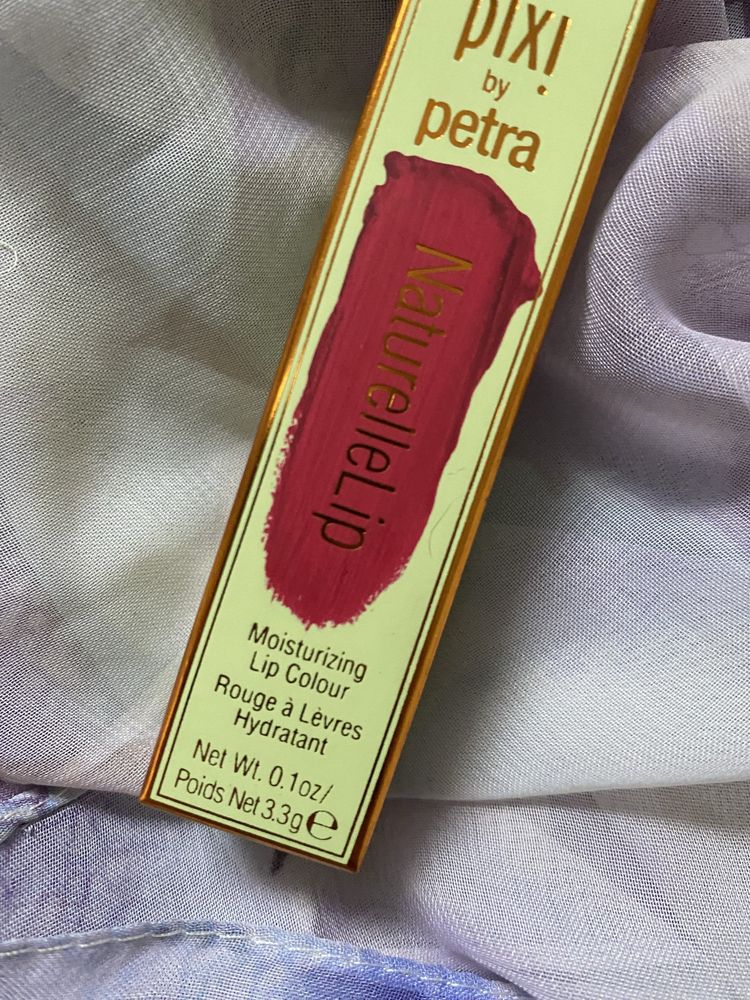 pixi
by
petra
NaturelleLip
Moisturizing
Lip Colour
Rouge à Lèvres
Hydratant
Net Wt. 0.1oz/
Poids Net 3.3g ℮